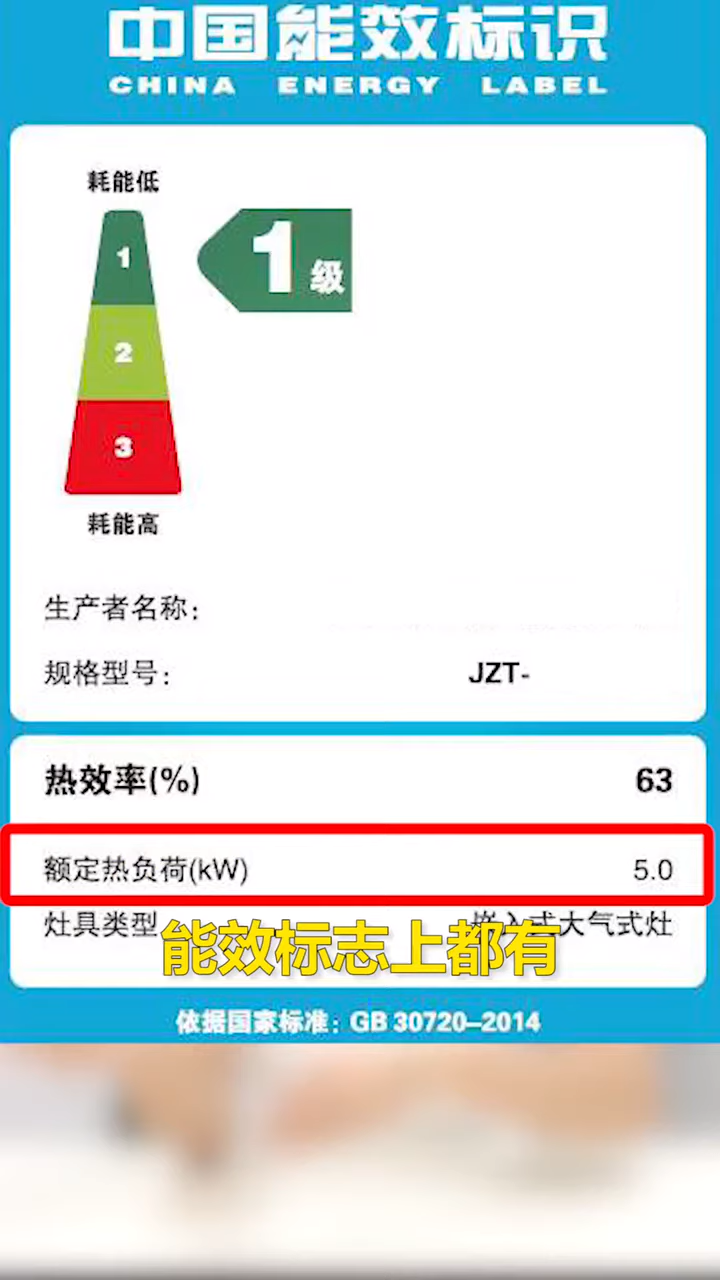 中国能效标识
CHINA ENERGY LABEL
耗能低
1
1级
2
3
耗能高
生产者名称：
规格型号： JZT-
热效率(%) 63
额定热负荷(kW) 5.0
灶具类型 嵌入式大气式灶
能效标志上都有
依据国家标准：GB 30720–2014